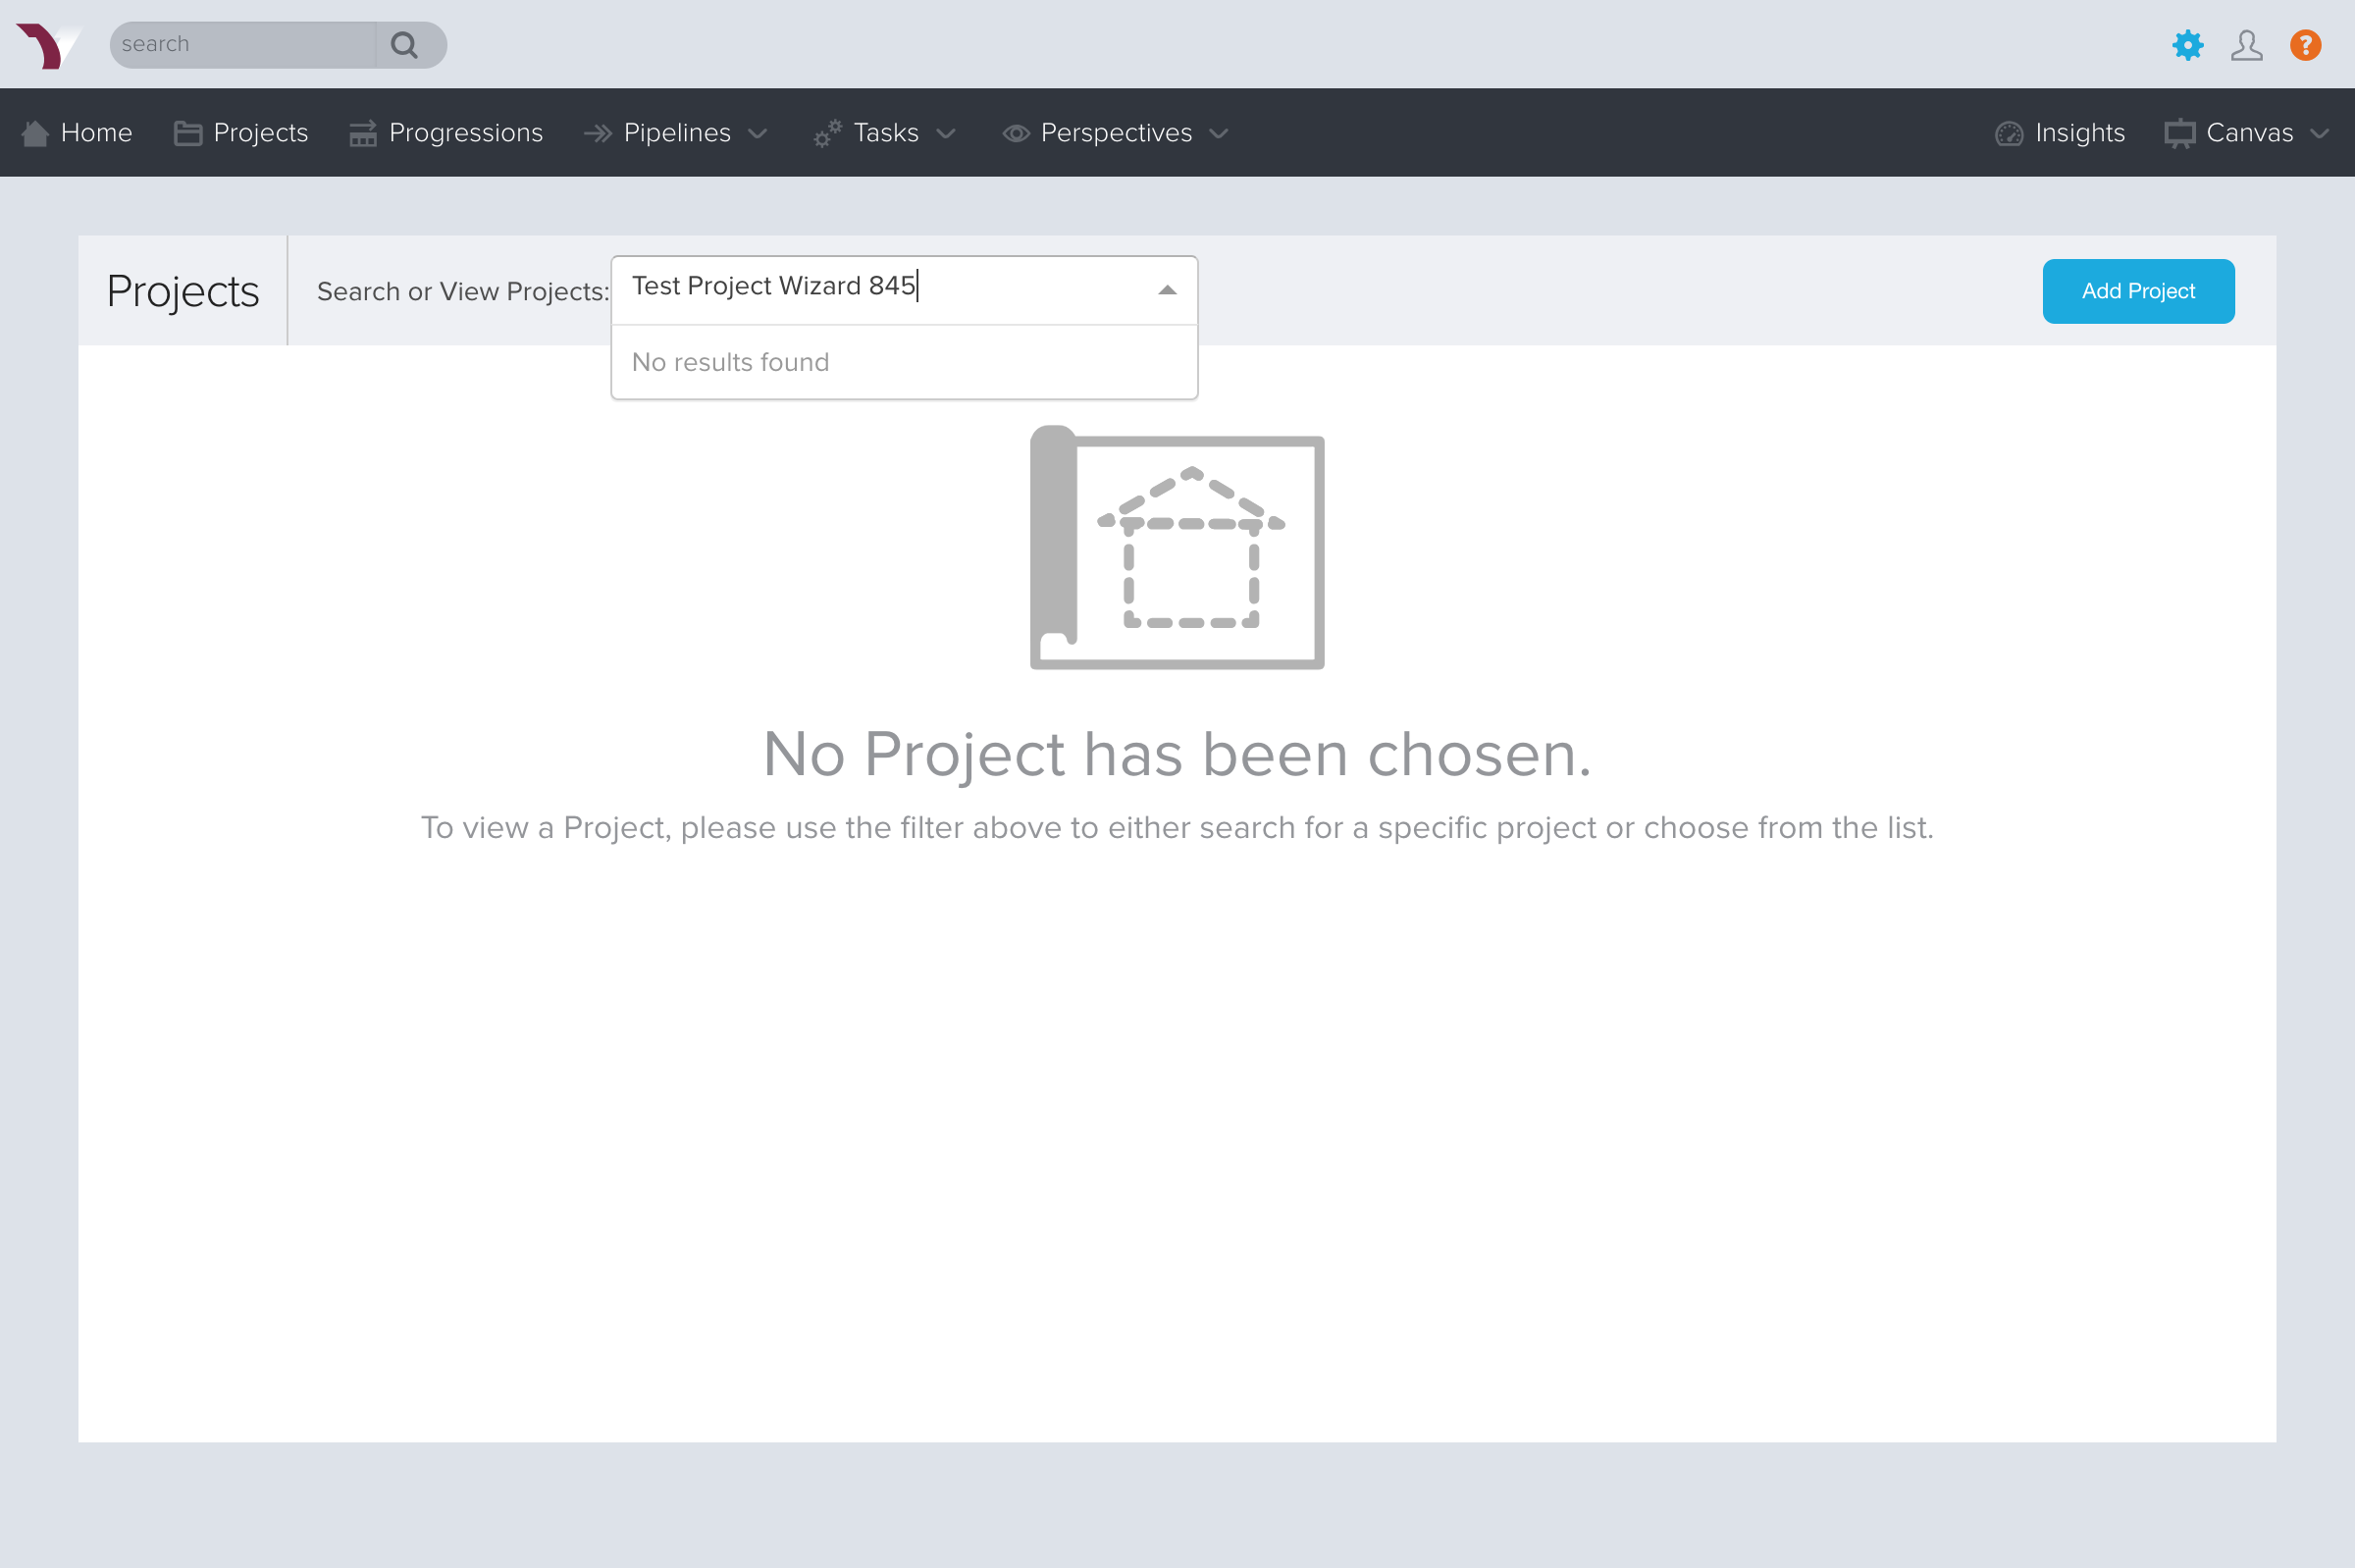 search
Home Projects Progressions Pipelines Tasks Perspectives Insights Canvas
Projects Search or View Projects: Test Project Wizard 845 Add Project
No results found
No Project has been chosen.
To view a Project, please use the filter above to either search for a specific project or choose from the list.